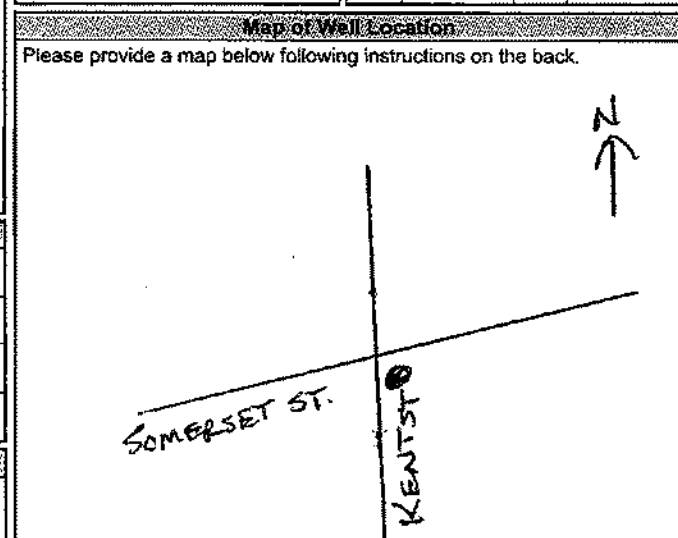 Map of Well Location
Please provide a map below following instructions on the back.
N
SOMERSET ST.
KENT ST